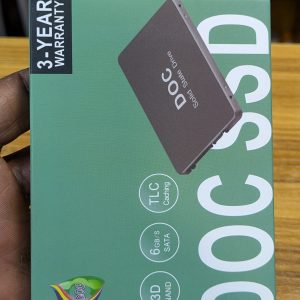 3-YEAR
WARRANTY
DOC
Solid State Drive
TLC
Caching
6GB/S
SATA
3D
NAND
DOC SSD